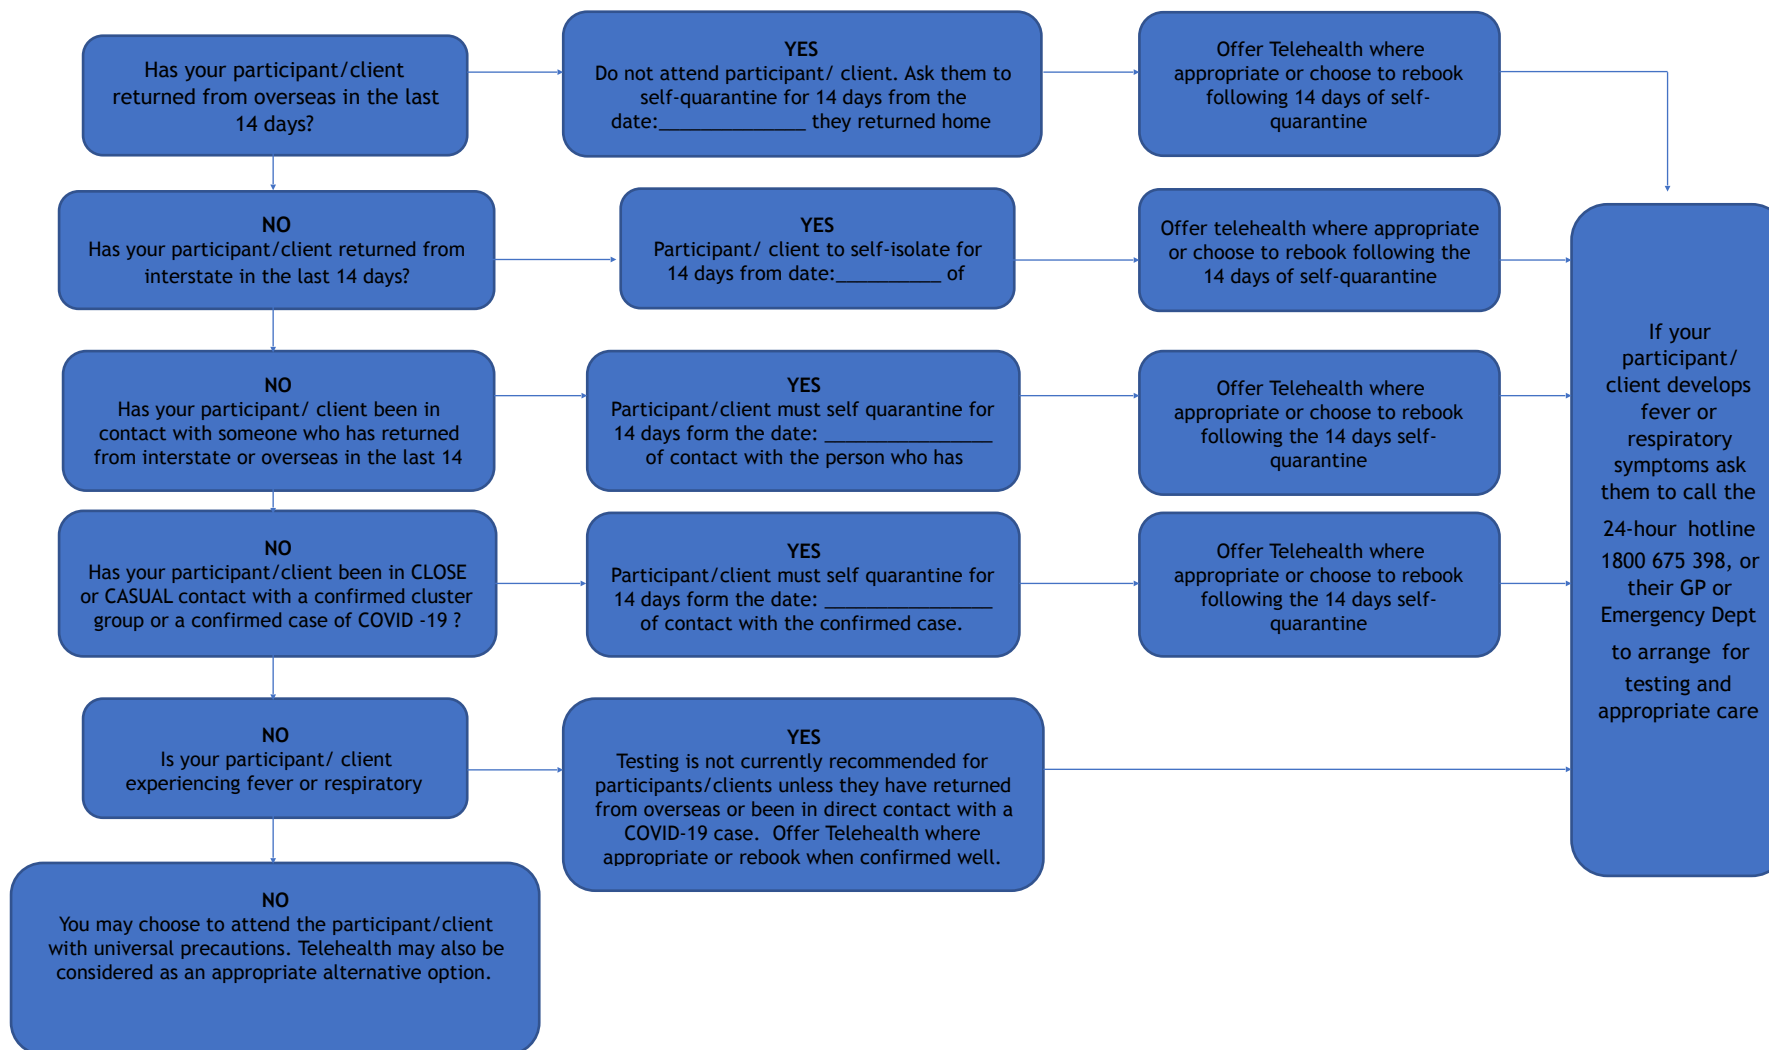 Has your participant/client
returned from overseas in the last
14 days?
YES
Do not attend participant/ client. Ask them to
self-quarantine for 14 days from the
date:______________ they returned home
Offer Telehealth where
appropriate or choose to rebook
following 14 days of self-
quarantine
NO
Has your participant/client returned from
interstate in the last 14 days?
YES
Participant/ client to self-isolate for
14 days from date:__________ of
Offer telehealth where appropriate
or choose to rebook following the
14 days of self-quarantine
NO
Has your participant/ client been in
contact with someone who has returned
from interstate or overseas in the last 14
YES
Participant/client must self quarantine for
14 days form the date: ________________
of contact with the person who has
Offer Telehealth where
appropriate or choose to rebook
following the 14 days self-
quarantine
NO
Has your participant/client been in CLOSE
or CASUAL contact with a confirmed cluster
group or a confirmed case of COVID -19 ?
YES
Participant/client must self quarantine for
14 days form the date: ________________
of contact with the confirmed case.
Offer Telehealth where
appropriate or choose to rebook
following the 14 days self-
quarantine
NO
Is your participant/ client
experiencing fever or respiratory
YES
Testing is not currently recommended for
participants/clients unless they have returned
from overseas or been in direct contact with a
COVID-19 case. Offer Telehealth where
appropriate or rebook when confirmed well.
NO
You may choose to attend the participant/client
with universal precautions. Telehealth may also be
considered as an appropriate alternative option.
If your
participant/
client develops
fever or
respiratory
symptoms ask
them to call the
24-hour hotline
1800 675 398, or
their GP or
Emergency Dept
to arrange for
testing and
appropriate care